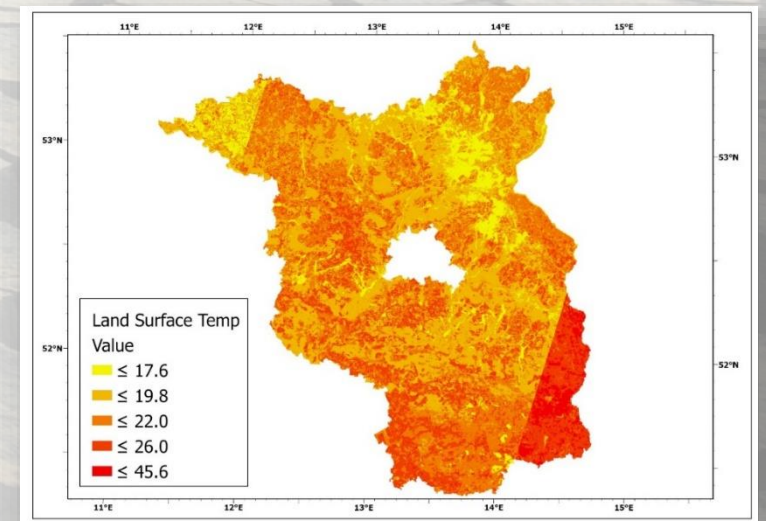 11°E 12°E 13°E 14°E 15°E
53°N 53°N
52°N 52°N
Land Surface Temp
Value
≤ 17.6
≤ 19.8
≤ 22.0
≤ 26.0
≤ 45.6
11°E 12°E 13°E 14°E 15°E